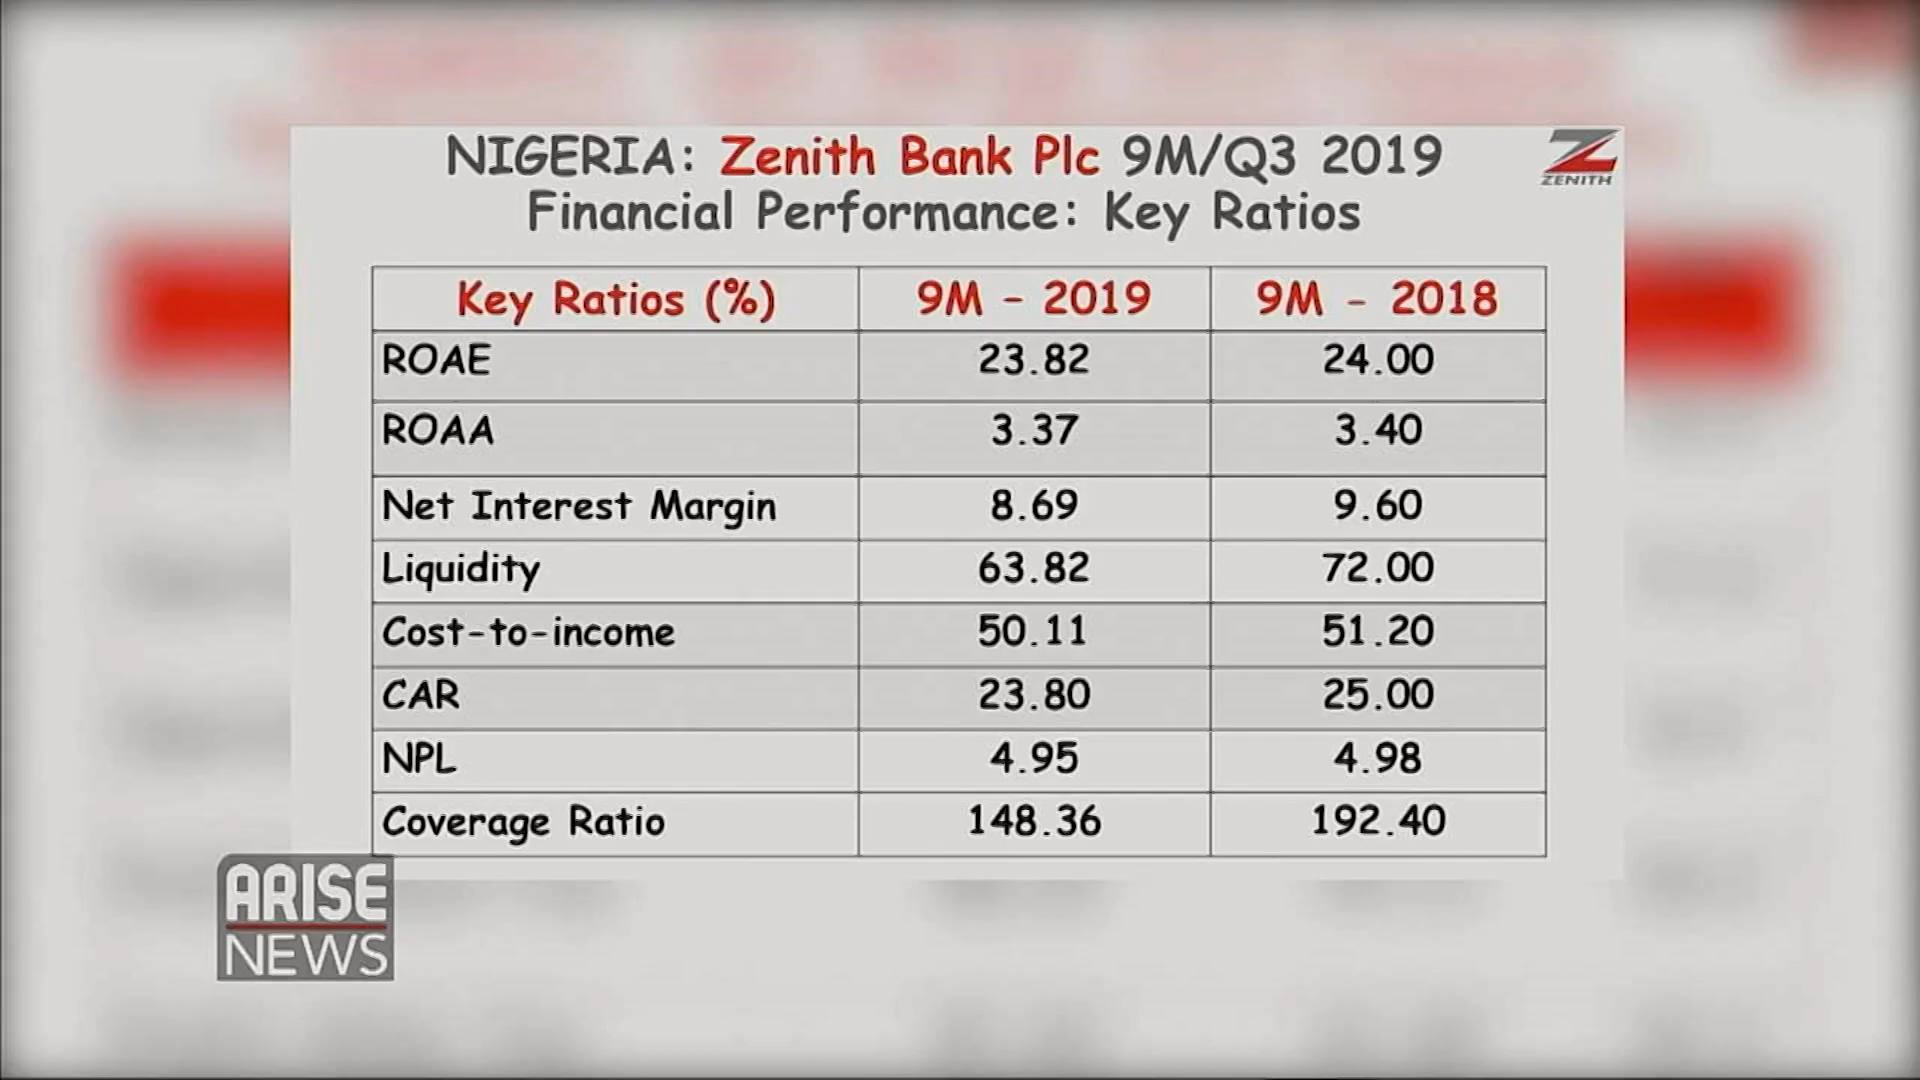 NIGERIA: Zenith Bank Plc 9M/Q3 2019
Financial Performance: Key Ratios
ZENITH
Key Ratios (%) 9M - 2019 9M - 2018
ROAE 23.82 24.00
ROAA 3.37 3.40
Net Interest Margin 8.69 9.60
Liquidity 63.82 72.00
Cost-to-income 50.11 51.20
CAR 23.80 25.00
NPL 4.95 4.98
Coverage Ratio 148.36 192.40
ARISE
NEWS